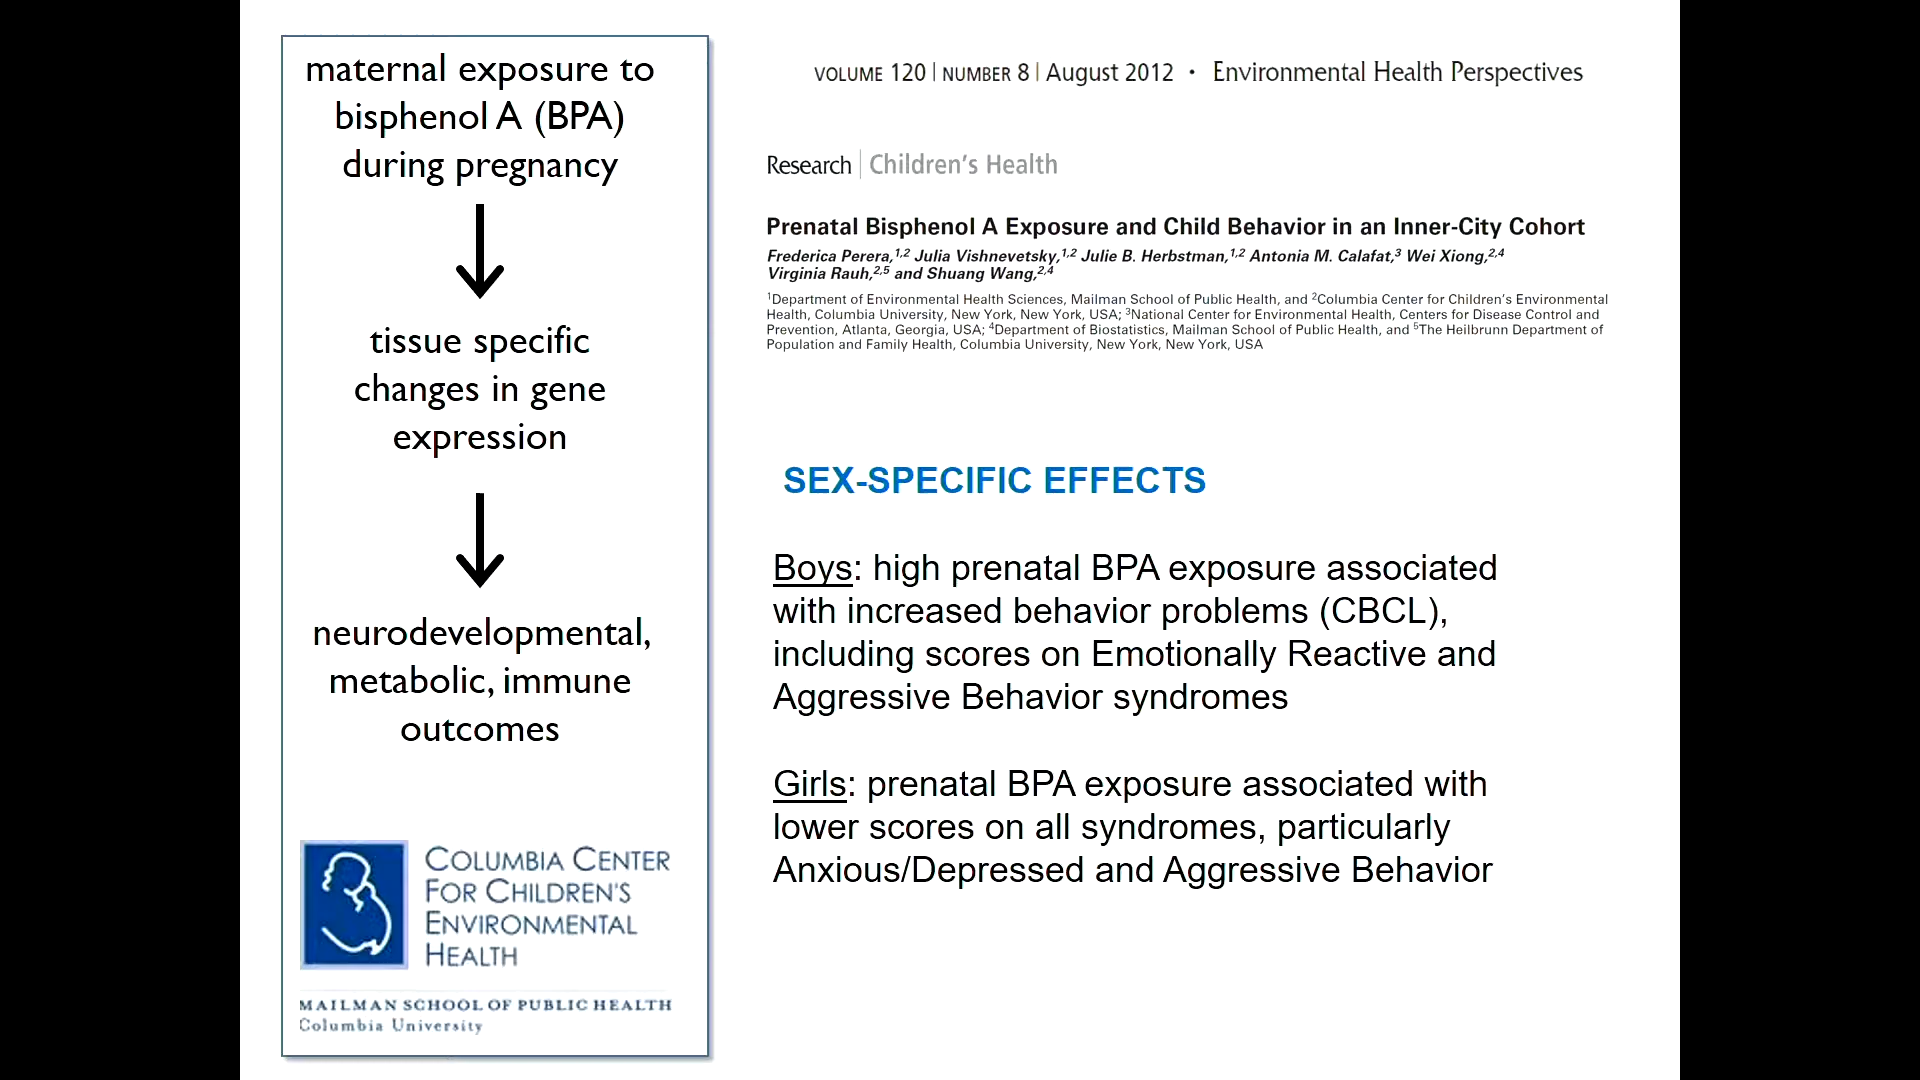 maternal exposure to
bisphenol A (BPA)
during pregnancy
tissue specific
changes in gene
expression
neurodevelopmental,
metabolic, immune
outcomes
COLUMBIA CENTER
FOR CHILDREN'S
ENVIRONMENTAL
HEALTH
MAILMAN SCHOOL OF PUBLIC HEALTH
Columbia University
VOLUME 120 | NUMBER 8 | August 2012 • Environmental Health Perspectives
Research | Children's Health
Prenatal Bisphenol A Exposure and Child Behavior in an Inner-City Cohort
Frederica Perera,1,2 Julia Vishnevetsky,1,2 Julie B. Herbstman,1,2 Antonia M. Calafat,3 Wei Xiong,2,4
Virginia Rauh,2,5 and Shuang Wang,2,4
1Department of Environmental Health Sciences, Mailman School of Public Health, and 2Columbia Center for Children's Environmental
Health, Columbia University, New York, New York, USA; 3National Center for Environmental Health, Centers for Disease Control and
Prevention, Atlanta, Georgia, USA; 4Department of Biostatistics, Mailman School of Public Health, and 5The Heilbrunn Department of
Population and Family Health, Columbia University, New York, New York, USA
SEX-SPECIFIC EFFECTS
Boys: high prenatal BPA exposure associated
with increased behavior problems (CBCL),
including scores on Emotionally Reactive and
Aggressive Behavior syndromes
Girls: prenatal BPA exposure associated with
lower scores on all syndromes, particularly
Anxious/Depressed and Aggressive Behavior